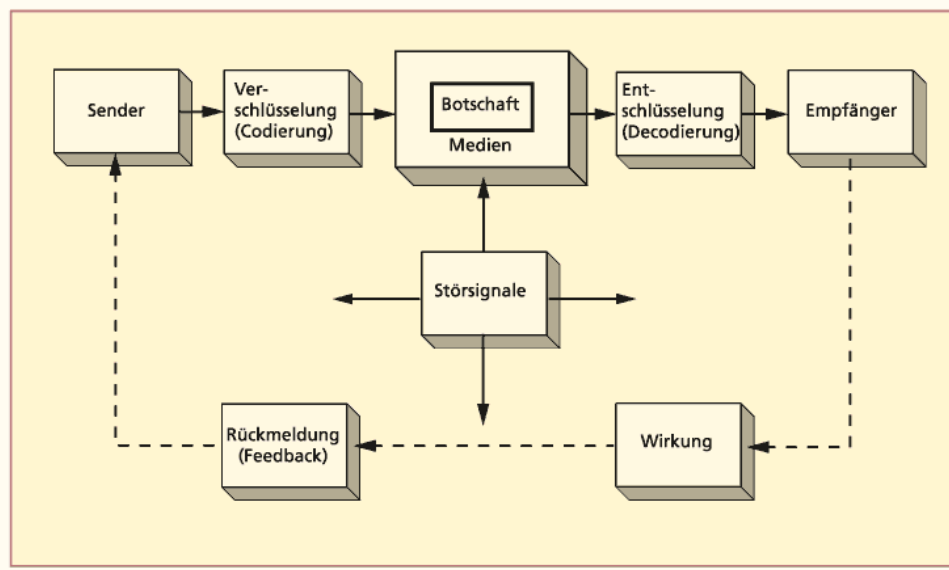 Sender
Ver-
schlüsselung
(Codierung)
Botschaft
Medien
Ent-
schlüsselung
(Decodierung)
Empfänger
Störsignale
Rückmeldung
(Feedback)
Wirkung